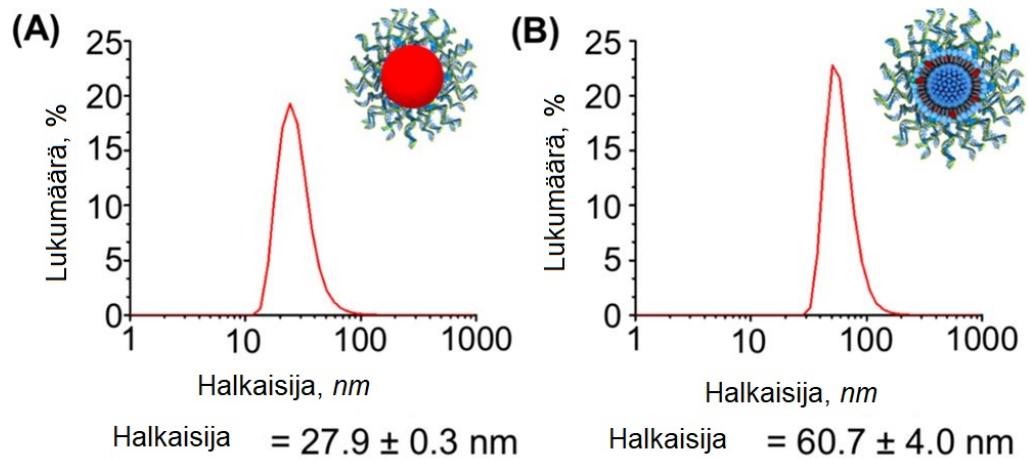 (A)
25
20
15
10
5
0
Lukumäärä, %
1 10 100 1000
Halkaisija, nm
Halkaisija = 27.9 ± 0.3 nm
(B)
25
20
15
10
5
0
Lukumäärä, %
1 10 100 1000
Halkaisija, nm
Halkaisija = 60.7 ± 4.0 nm